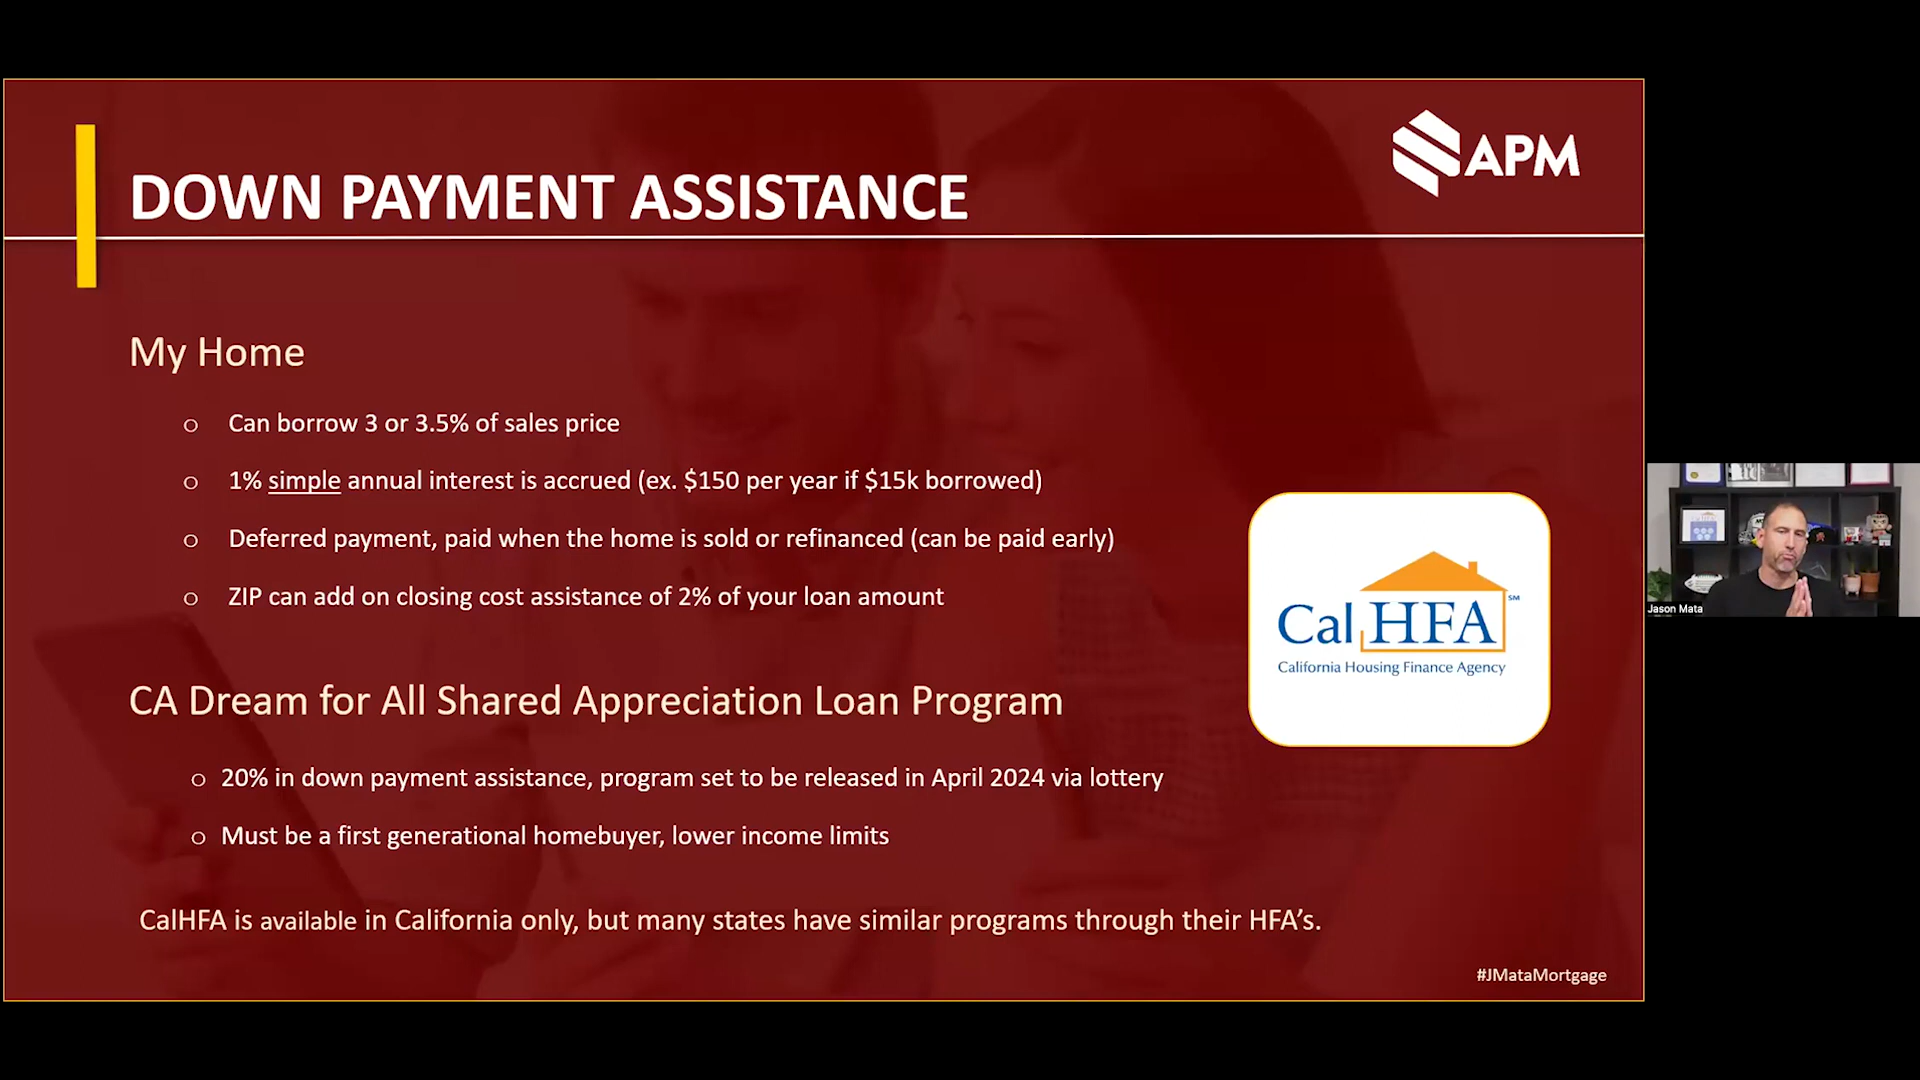 APM
DOWN PAYMENT ASSISTANCE
My Home
o Can borrow 3 or 3.5% of sales price
o 1% simple annual interest is accrued (ex. $150 per year if $15k borrowed)
o Deferred payment, paid when the home is sold or refinanced (can be paid early)
o ZIP can add on closing cost assistance of 2% of your loan amount
Cal HFA SM
California Housing Finance Agency
Jason Mata
CA Dream for All Shared Appreciation Loan Program
o 20% in down payment assistance, program set to be released in April 2024 via lottery
o Must be a first generational homebuyer, lower income limits
CalHFA is available in California only, but many states have similar programs through their HFA’s.
#JMataMortgage